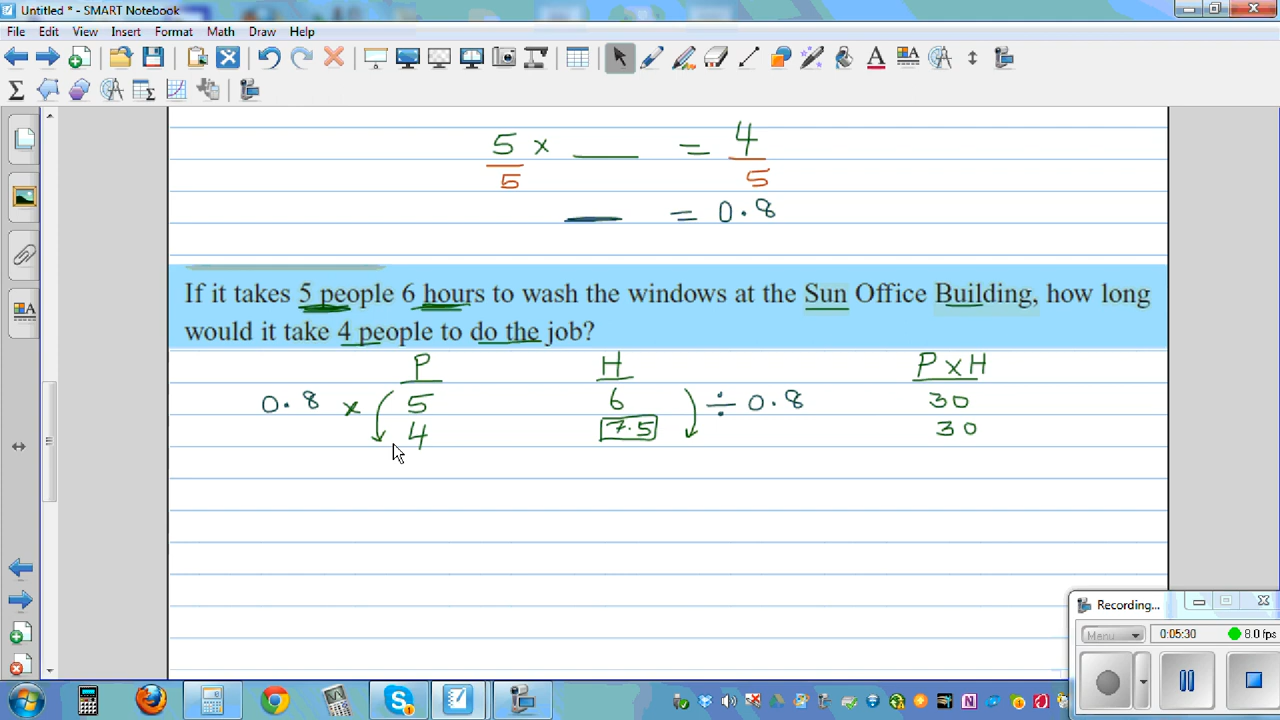 Untitled * - SMART Notebook
File Edit View Insert Format Math Draw Help
5 × ___ = 4
5 5
___ = 0.8
If it takes 5 people 6 hours to wash the windows at the Sun Office Building, how long
would it take 4 people to do the job?
P H P x H
0.8 × 5 6 ÷ 0.8 30
4 7.5 30
Recording...
Menu 0:05:30 8.0 fps